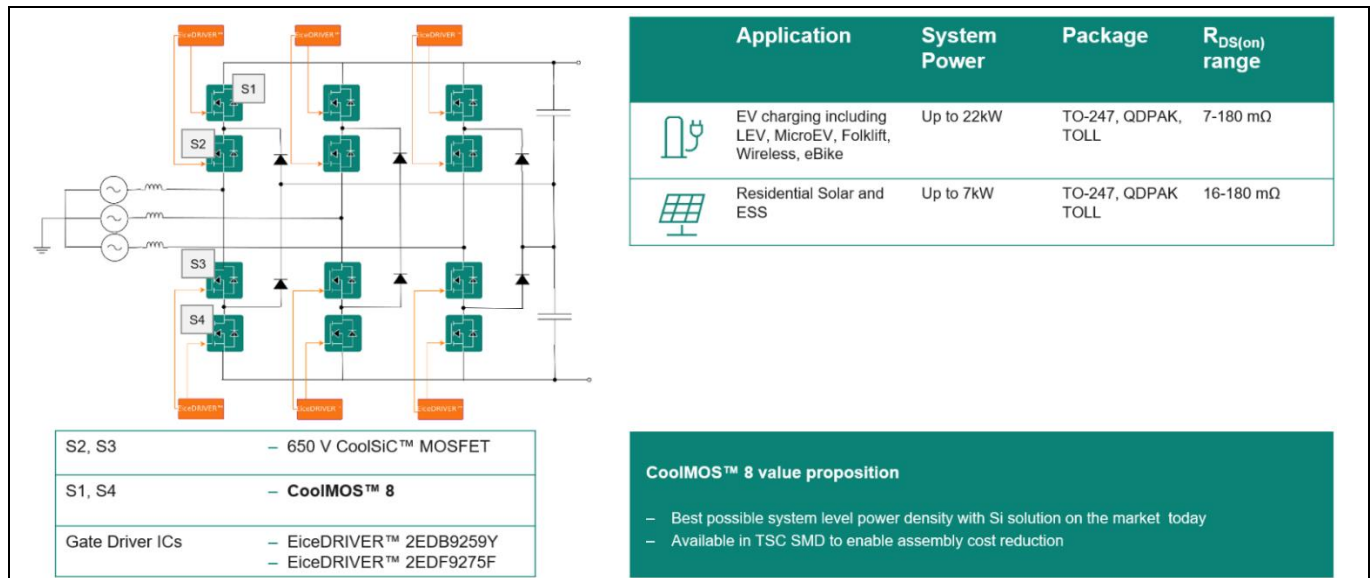 EiceDRIVER™
EiceDRIVER™
EiceDRIVER™
S1
S2
S3
S4
EiceDRIVER™
EiceDRIVER™
EiceDRIVER™
S2, S3 – 650 V CoolSiC™ MOSFET
S1, S4 – CoolMOS™ 8
Gate Driver ICs – EiceDRIVER™ 2EDB9259Y
– EiceDRIVER™ 2EDF9275F
Application System Package RDS(on)
Power range
EV charging including Up to 22kW TO-247, QDPAK, 7-180 mΩ
LEV, MicroEV, Folklift, TOLL
Wireless, eBike
Residential Solar and Up to 7kW TO-247, QDPAK 16-180 mΩ
ESS TOLL
CoolMOS™ 8 value proposition
– Best possible system level power density with Si solution on the market today
– Available in TSC SMD to enable assembly cost reduction